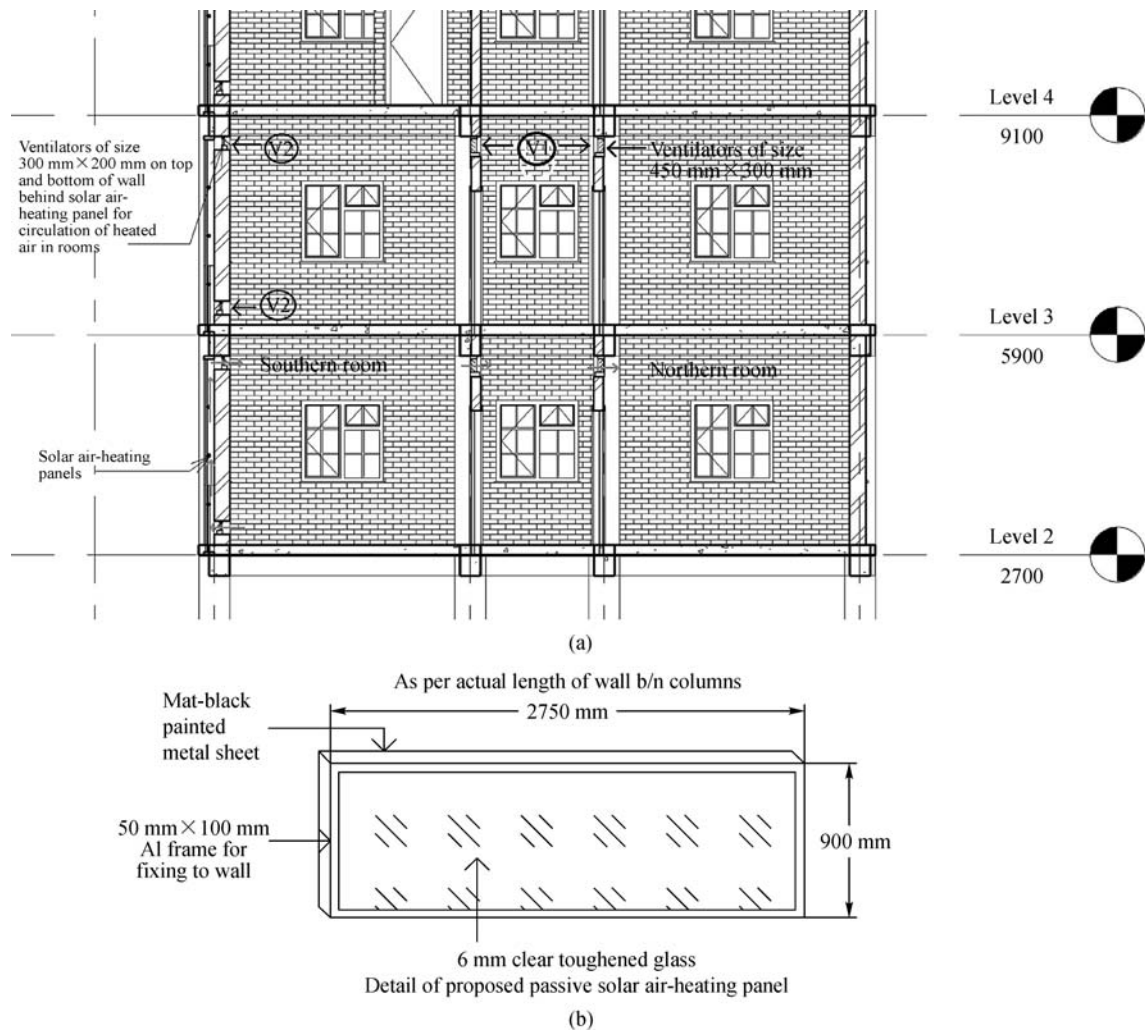 Level 4
9100
Ventilators of size
300 mm×200 mm on top
and bottom of wall
behind solar air-
heating panel for
circulation of heated
air in rooms
V2
V1
Ventilators of size
450 mm×300 mm
V2
Level 3
5900
Southern room
Northern room
Solar air-heating
panels
Level 2
2700
(a)
As per actual length of wall b/n columns
2750 mm
Mat-black
painted
metal sheet
50 mm×100 mm
Al frame for
fixing to wall
900 mm
6 mm clear toughened glass
Detail of proposed passive solar air-heating panel
(b)